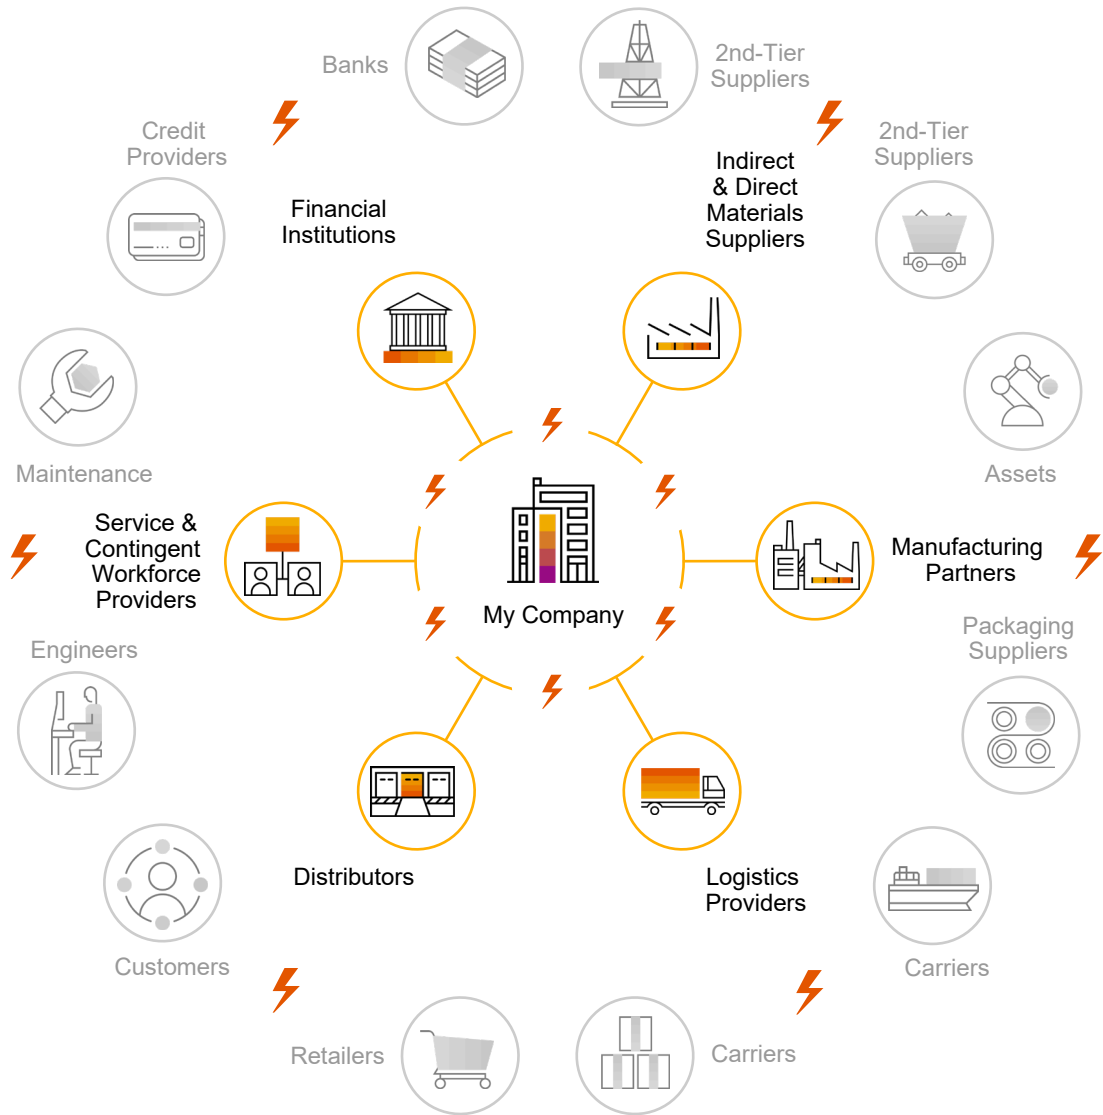 Banks
2nd-Tier
Suppliers
Credit
Providers
2nd-Tier
Suppliers
Indirect
& Direct
Materials
Suppliers
Financial
Institutions
Maintenance
Assets
Service &
Contingent
Workforce
Providers
Manufacturing
Partners
My Company
Engineers
Packaging
Suppliers
Distributors
Logistics
Providers
Customers
Carriers
Retailers
Carriers